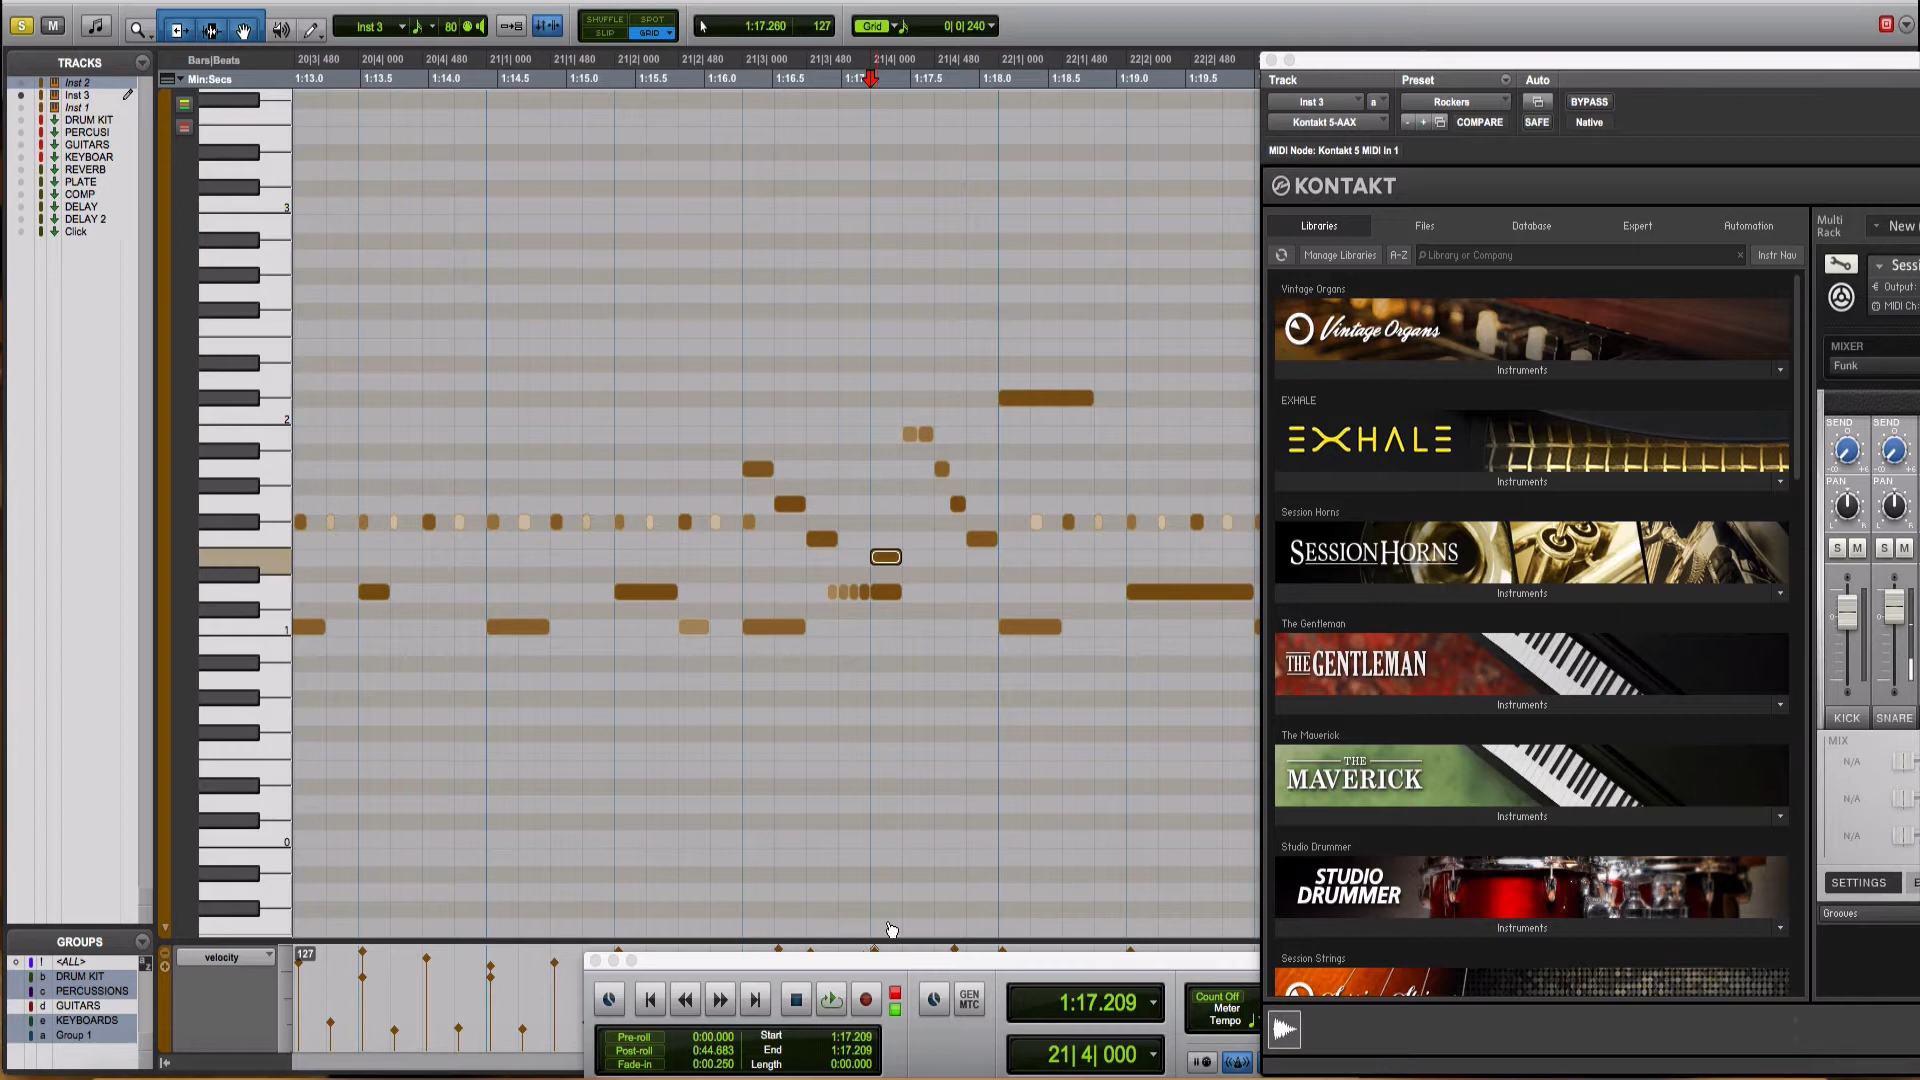 S M
Inst 3 80
SHUFFLE SPOT
SLIP GRID
1:17.260 127
Grid 0| 0| 240
TRACKS
Inst 2
Inst 3
Inst 1
DRUM KIT
PERCUSI
GUITARS
KEYBOAR
REVERB
PLATE
COMP
DELAY
DELAY 2
Click
Bars|Beats 20|3| 480 20|4| 000 20|4| 480 21|1| 000 21|1| 480 21|2| 000 21|2| 480 21|3| 000 21|3| 480 21|4| 000 21|4| 480 22|1| 000 22|1| 480 22|2| 000 22|2| 480
Min:Secs 1:13.0 1:13.5 1:14.0 1:14.5 1:15.0 1:15.5 1:16.0 1:16.5 1:17.5 1:18.0 1:18.5 1:19.0 1:19.5
3
2
1
0
GROUPS
! <ALL>
b DRUM KIT
c PERCUSSIONS
d GUITARS
e KEYBOARDS
a Group 1
a z
velocity
127
GEN MTC
1:17.209
21| 4| 000
Pre-roll 0:00.000 Start 1:17.209
Post-roll 0:44.683 End 1:17.209
Fade-in 0:00.250 Length 0:00.000
Count Off
Meter
Tempo
Track Preset Auto
Inst 3 a Rockers BYPASS
Kontakt 5-AAX - + COMPARE SAFE Native
MIDI Node: Kontakt 5 MIDI In 1
KONTAKT
Libraries Files Database Expert Automation
Manage Libraries A-Z Library or Company × Instr Nav
Vintage Organs
Vintage Organs
Instruments
EXHALE
EXHALE
Instruments
Session Horns
SESSION HORNS
Instruments
The Gentleman
THE GENTLEMAN
Instruments
The Maverick
THE MAVERICK
Instruments
Studio Drummer
STUDIO DRUMMER
Instruments
Session Strings
Multi Rack
New
Sessi
Output:
MIDI Ch:
MIXER
Funk
SEND SEND
-∞ +6 -∞ +6
PAN PAN
L R L R
S M S M
KICK SNARE
MIX
N/A
N/A
N/A
SETTINGS
Grooves